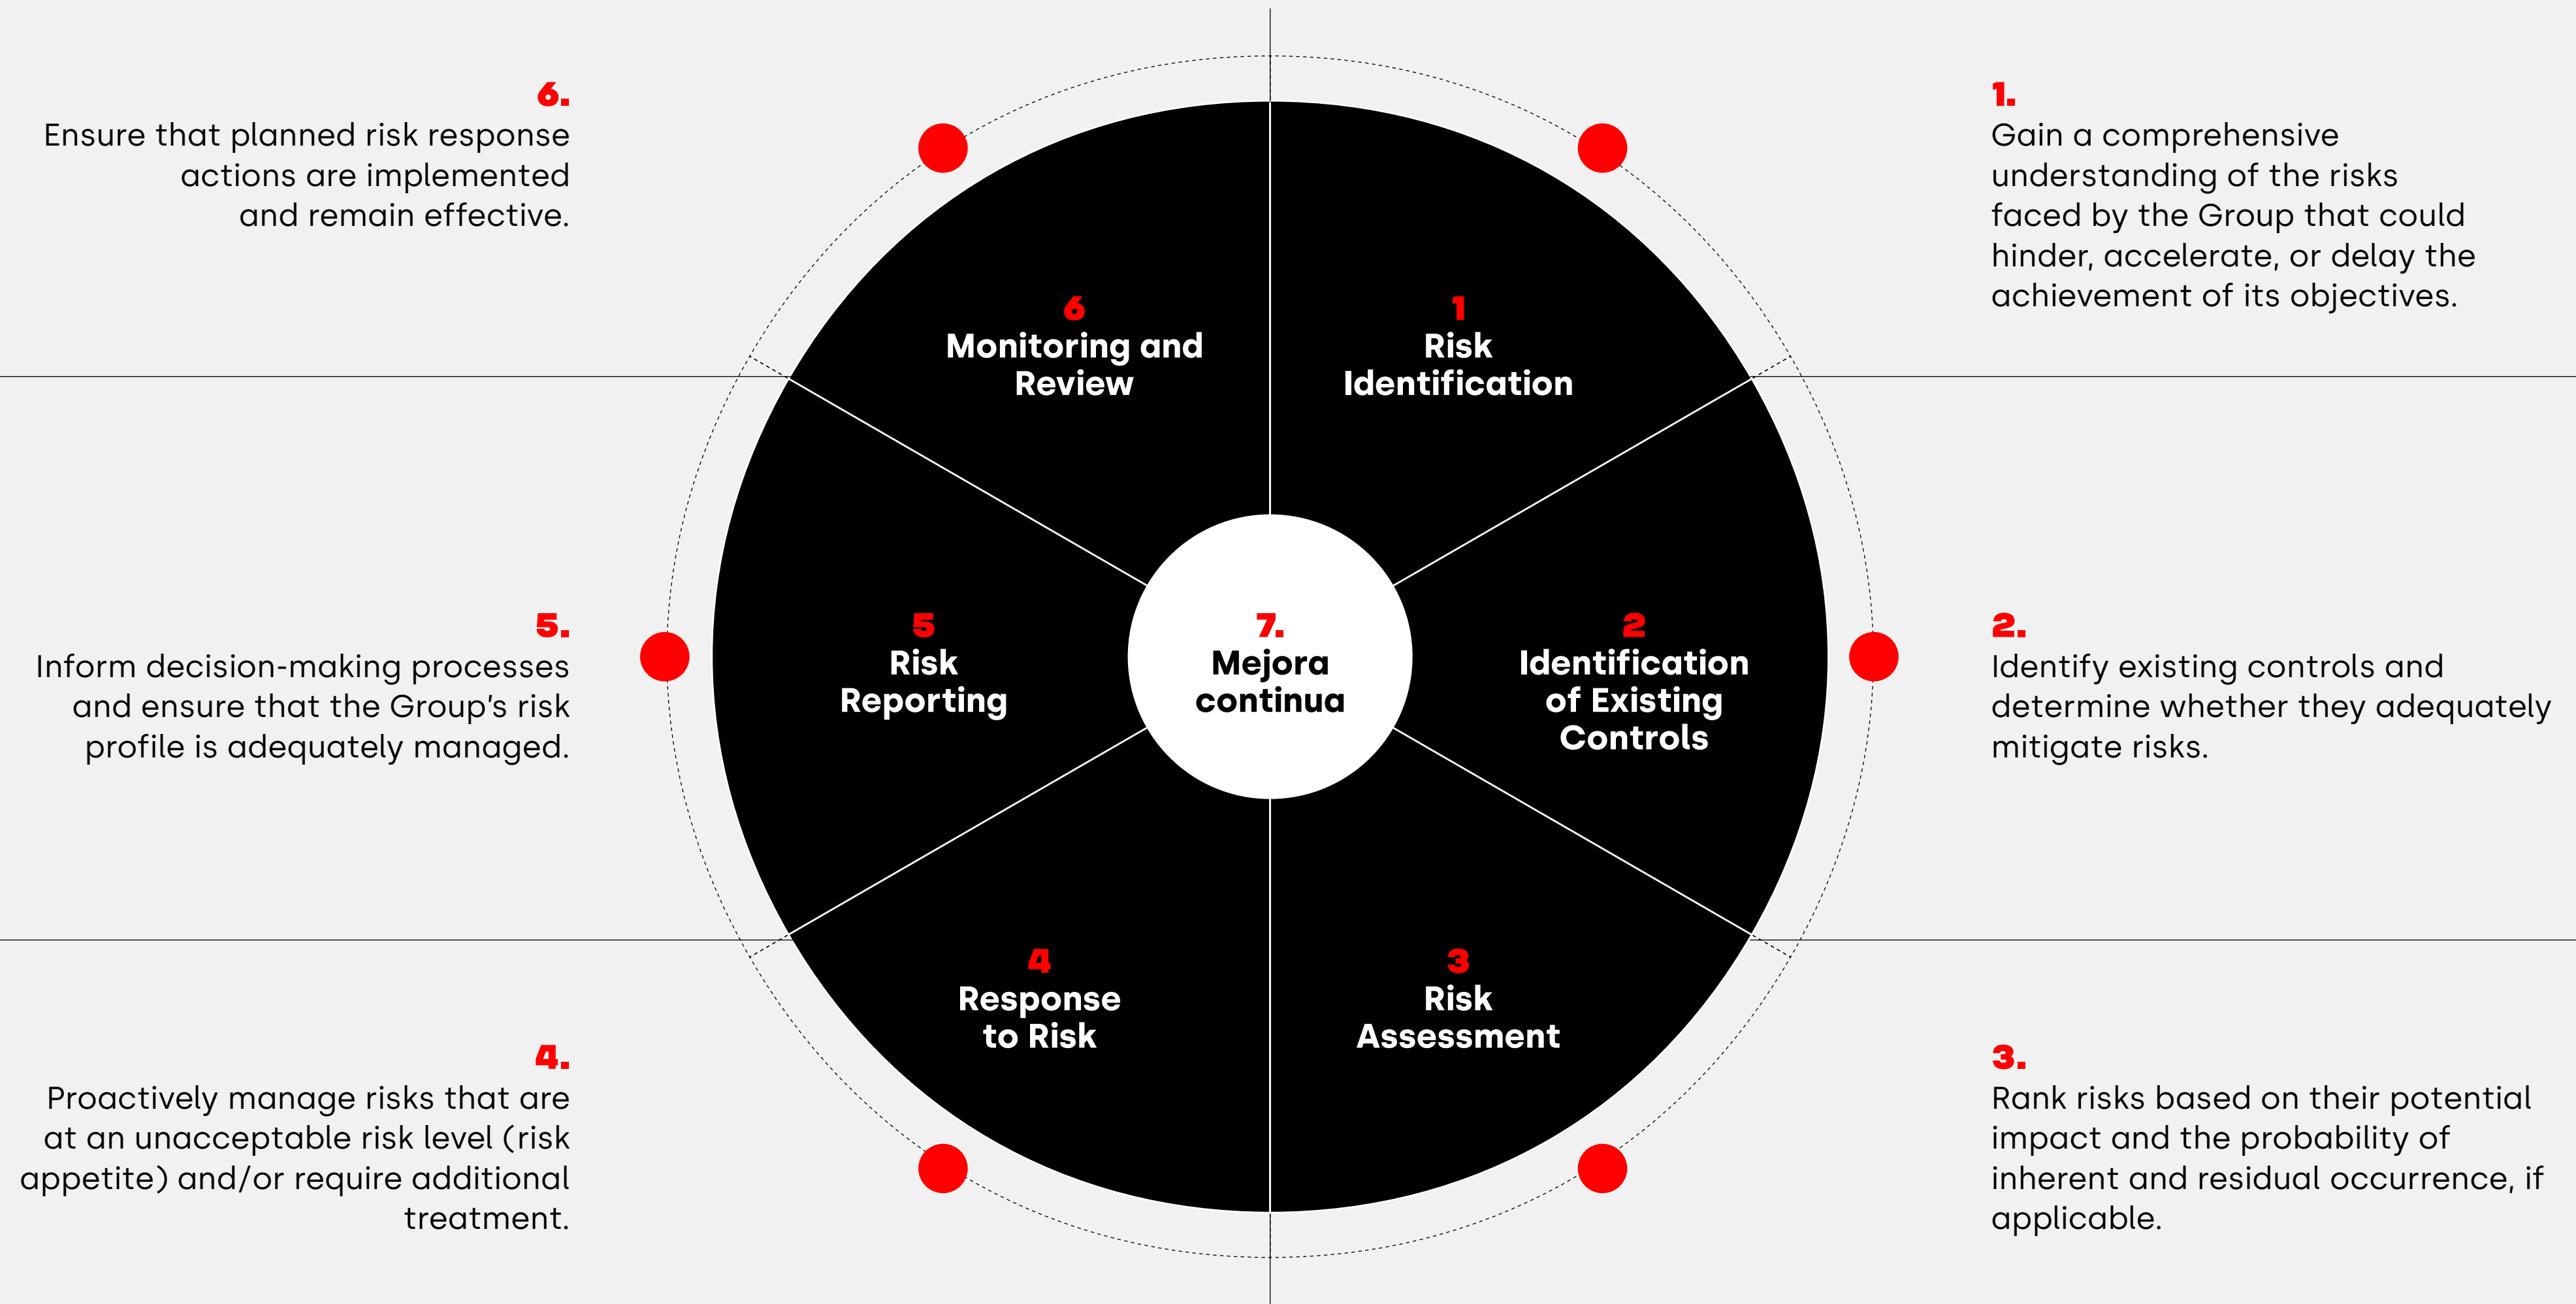 6.
Ensure that planned risk response
actions are implemented
and remain effective.
1.
Gain a comprehensive
understanding of the risks
faced by the Group that could
hinder, accelerate, or delay the
achievement of its objectives.
6
Monitoring and
Review
1
Risk
Identification
5.
Inform decision-making processes
and ensure that the Group's risk
profile is adequately managed.
5
Risk
Reporting
7.
Mejora
continua
2
Identification
of Existing
Controls
2.
Identify existing controls and
determine whether they adequately
mitigate risks.
4
Response
to Risk
3
Risk
Assessment
4.
Proactively manage risks that are
at an unacceptable risk level (risk
appetite) and/or require additional
treatment.
3.
Rank risks based on their potential
impact and the probability of
inherent and residual occurrence, if
applicable.